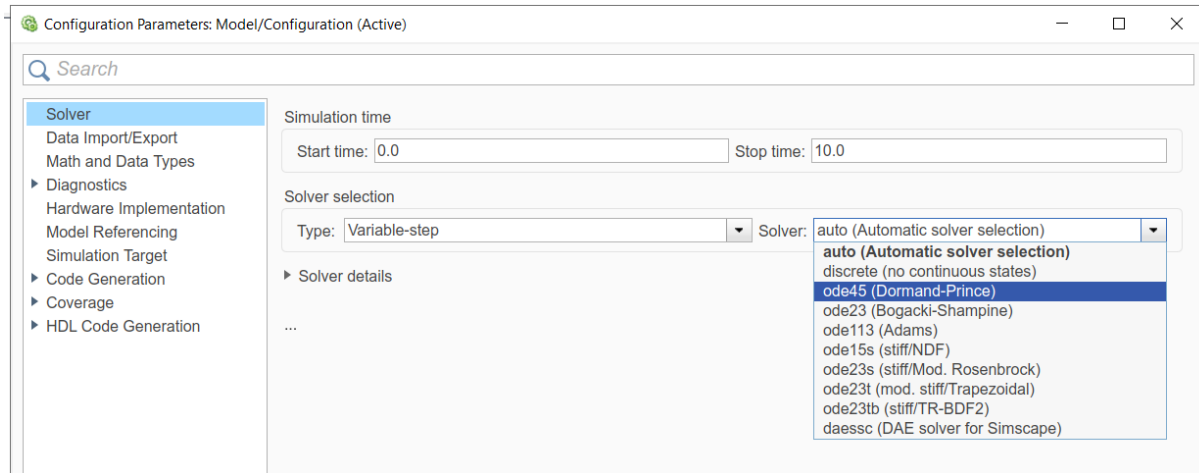 Configuration Parameters: Model/Configuration (Active)
Search
Solver
Data Import/Export
Math and Data Types
Diagnostics
Hardware Implementation
Model Referencing
Simulation Target
Code Generation
Coverage
HDL Code Generation
Simulation time
Start time: 0.0 Stop time: 10.0
Solver selection
Type: Variable-step Solver: auto (Automatic solver selection)
auto (Automatic solver selection)
discrete (no continuous states)
ode45 (Dormand-Prince)
ode23 (Bogacki-Shampine)
ode113 (Adams)
ode15s (stiff/NDF)
ode23s (stiff/Mod. Rosenbrock)
ode23t (mod. stiff/Trapezoidal)
ode23tb (stiff/TR-BDF2)
daessc (DAE solver for Simscape)
Solver details
...